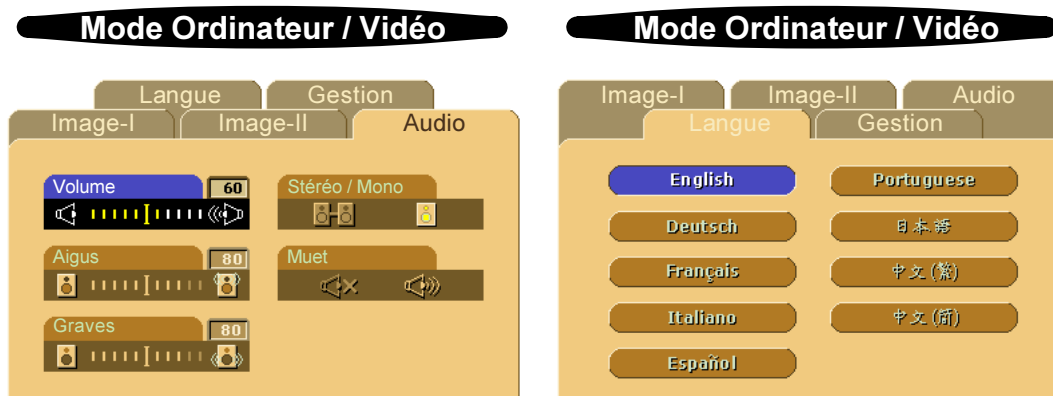 Mode Ordinateur / Vidéo
Langue Gestion
Image-I Image-II Audio
Volume 60
Stéréo / Mono
Aigus 80
Muet
Graves 80
Mode Ordinateur / Vidéo
Image-I Image-II Audio
Langue Gestion
English
Portuguese
Deutsch
日本語
Français
中文(繁)
Italiano
中文(简)
Español